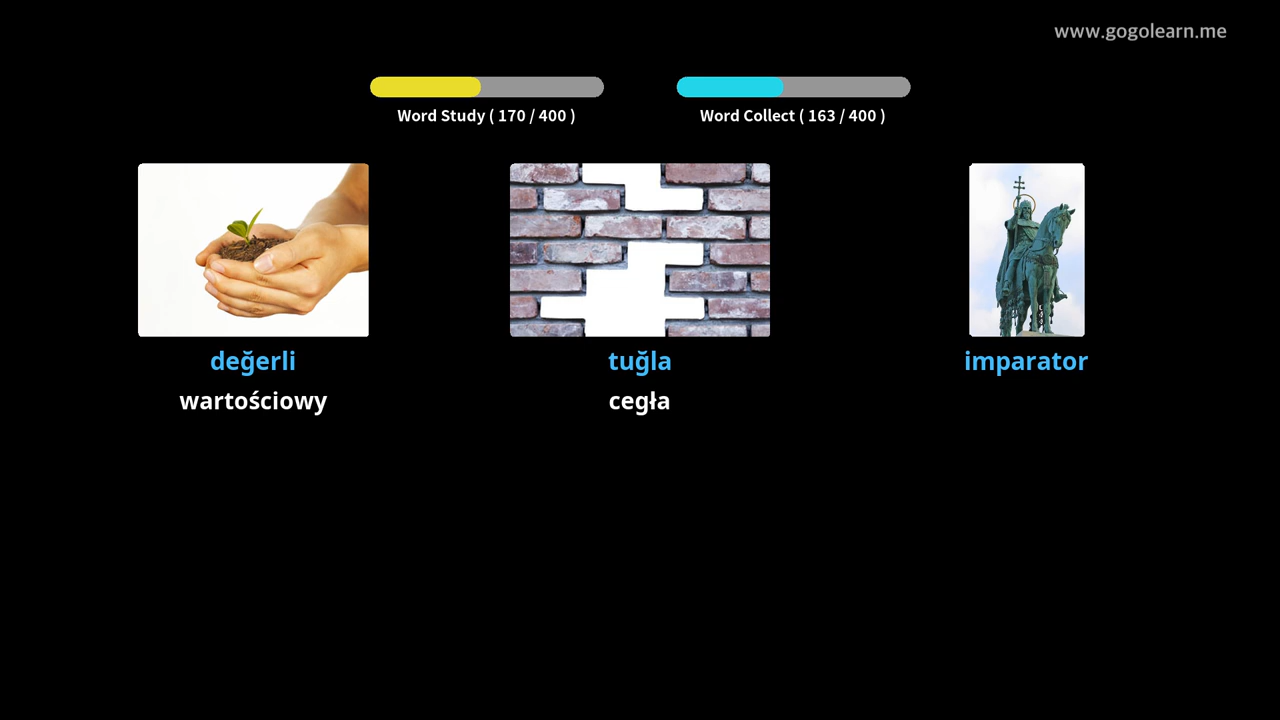 www.gogolearn.me
Word Study ( 170 / 400 )
Word Collect ( 163 / 400 )
değerli
tuğla
imparator
wartościowy
cegła